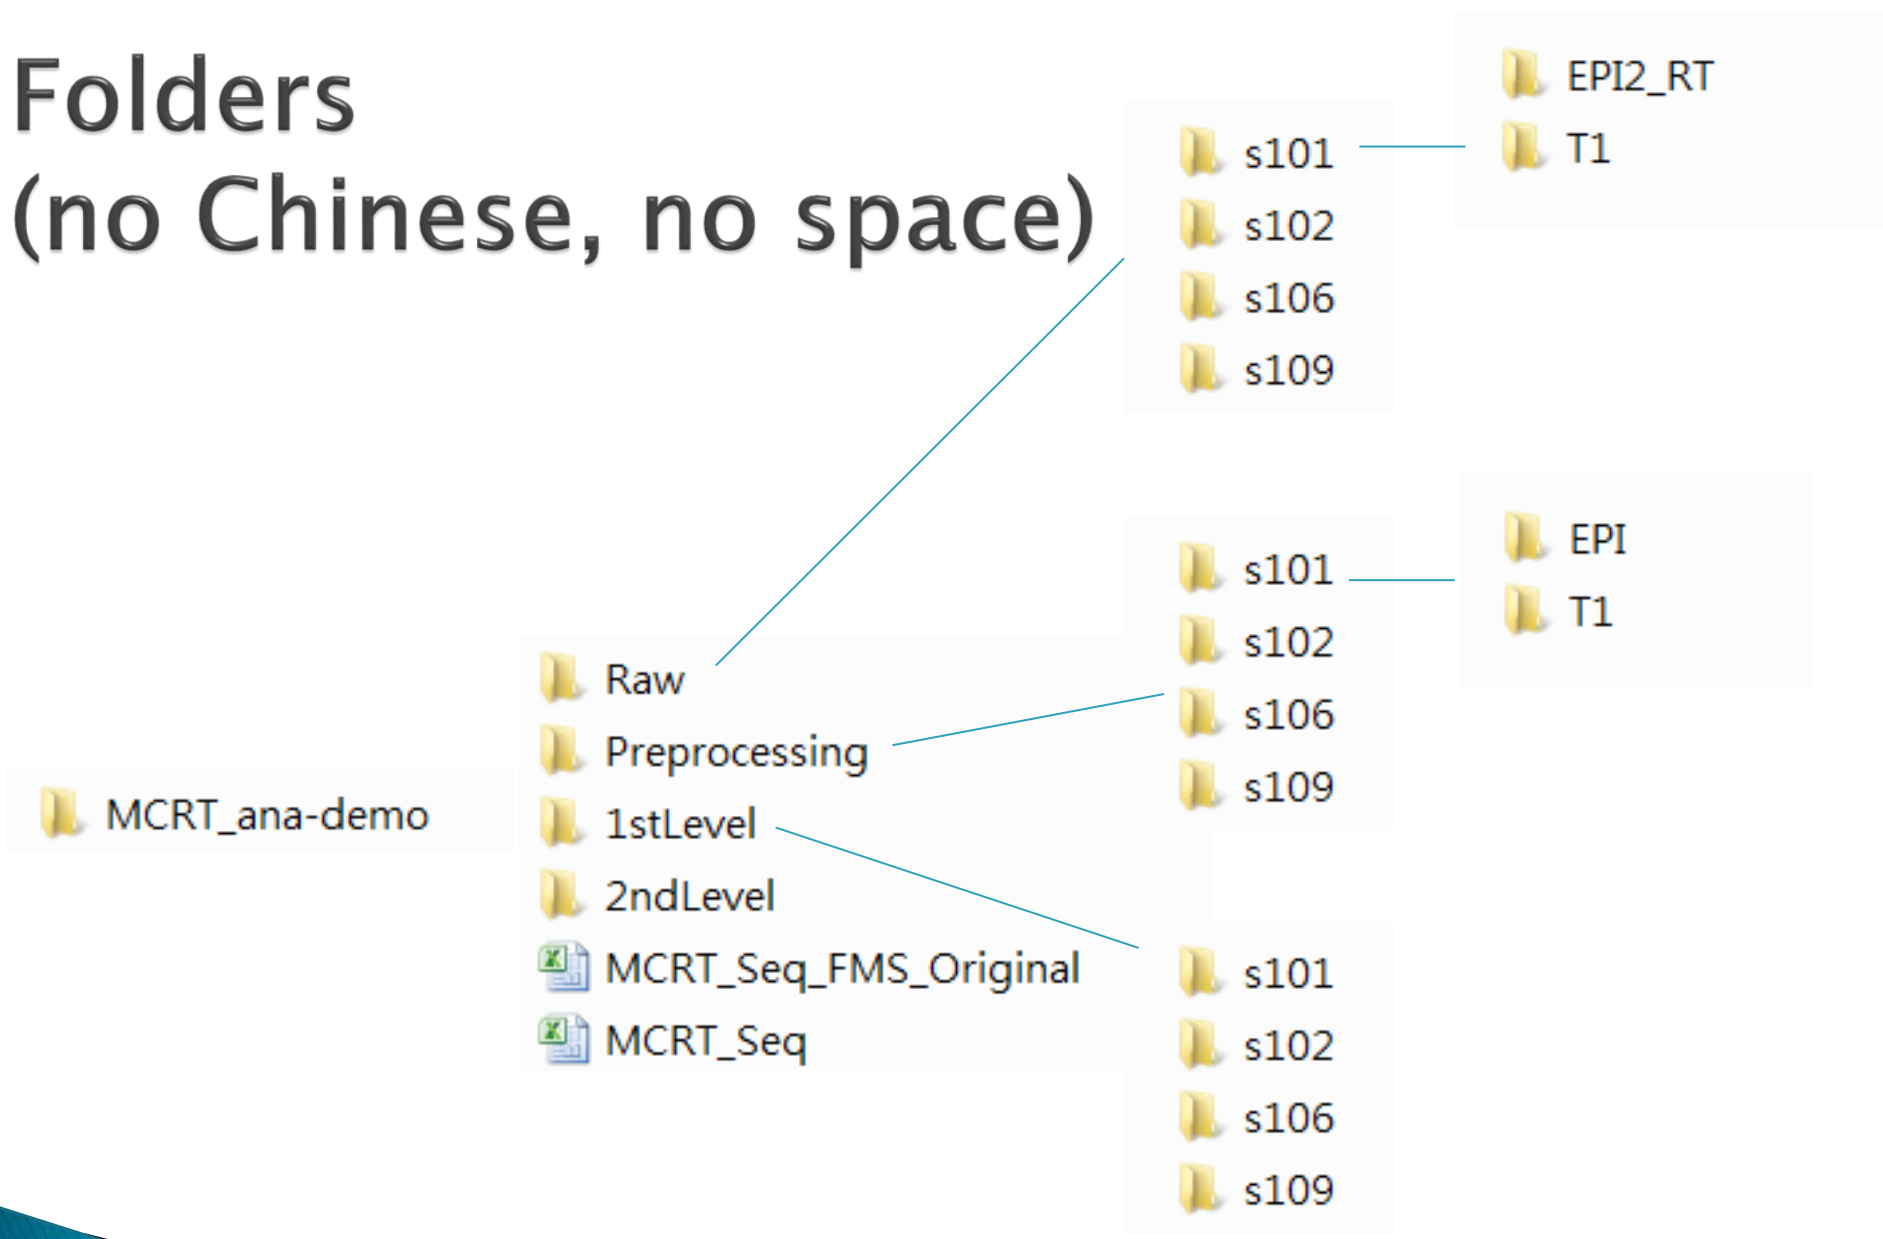 Folders
(no Chinese, no space)
MCRT_ana-demo
Raw
Preprocessing
1stLevel
2ndLevel
MCRT_Seq_FMS_Original
MCRT_Seq
s101
s102
s106
s109
EPI2_RT
T1
s101
s102
s106
s109
EPI
T1
s101
s102
s106
s109